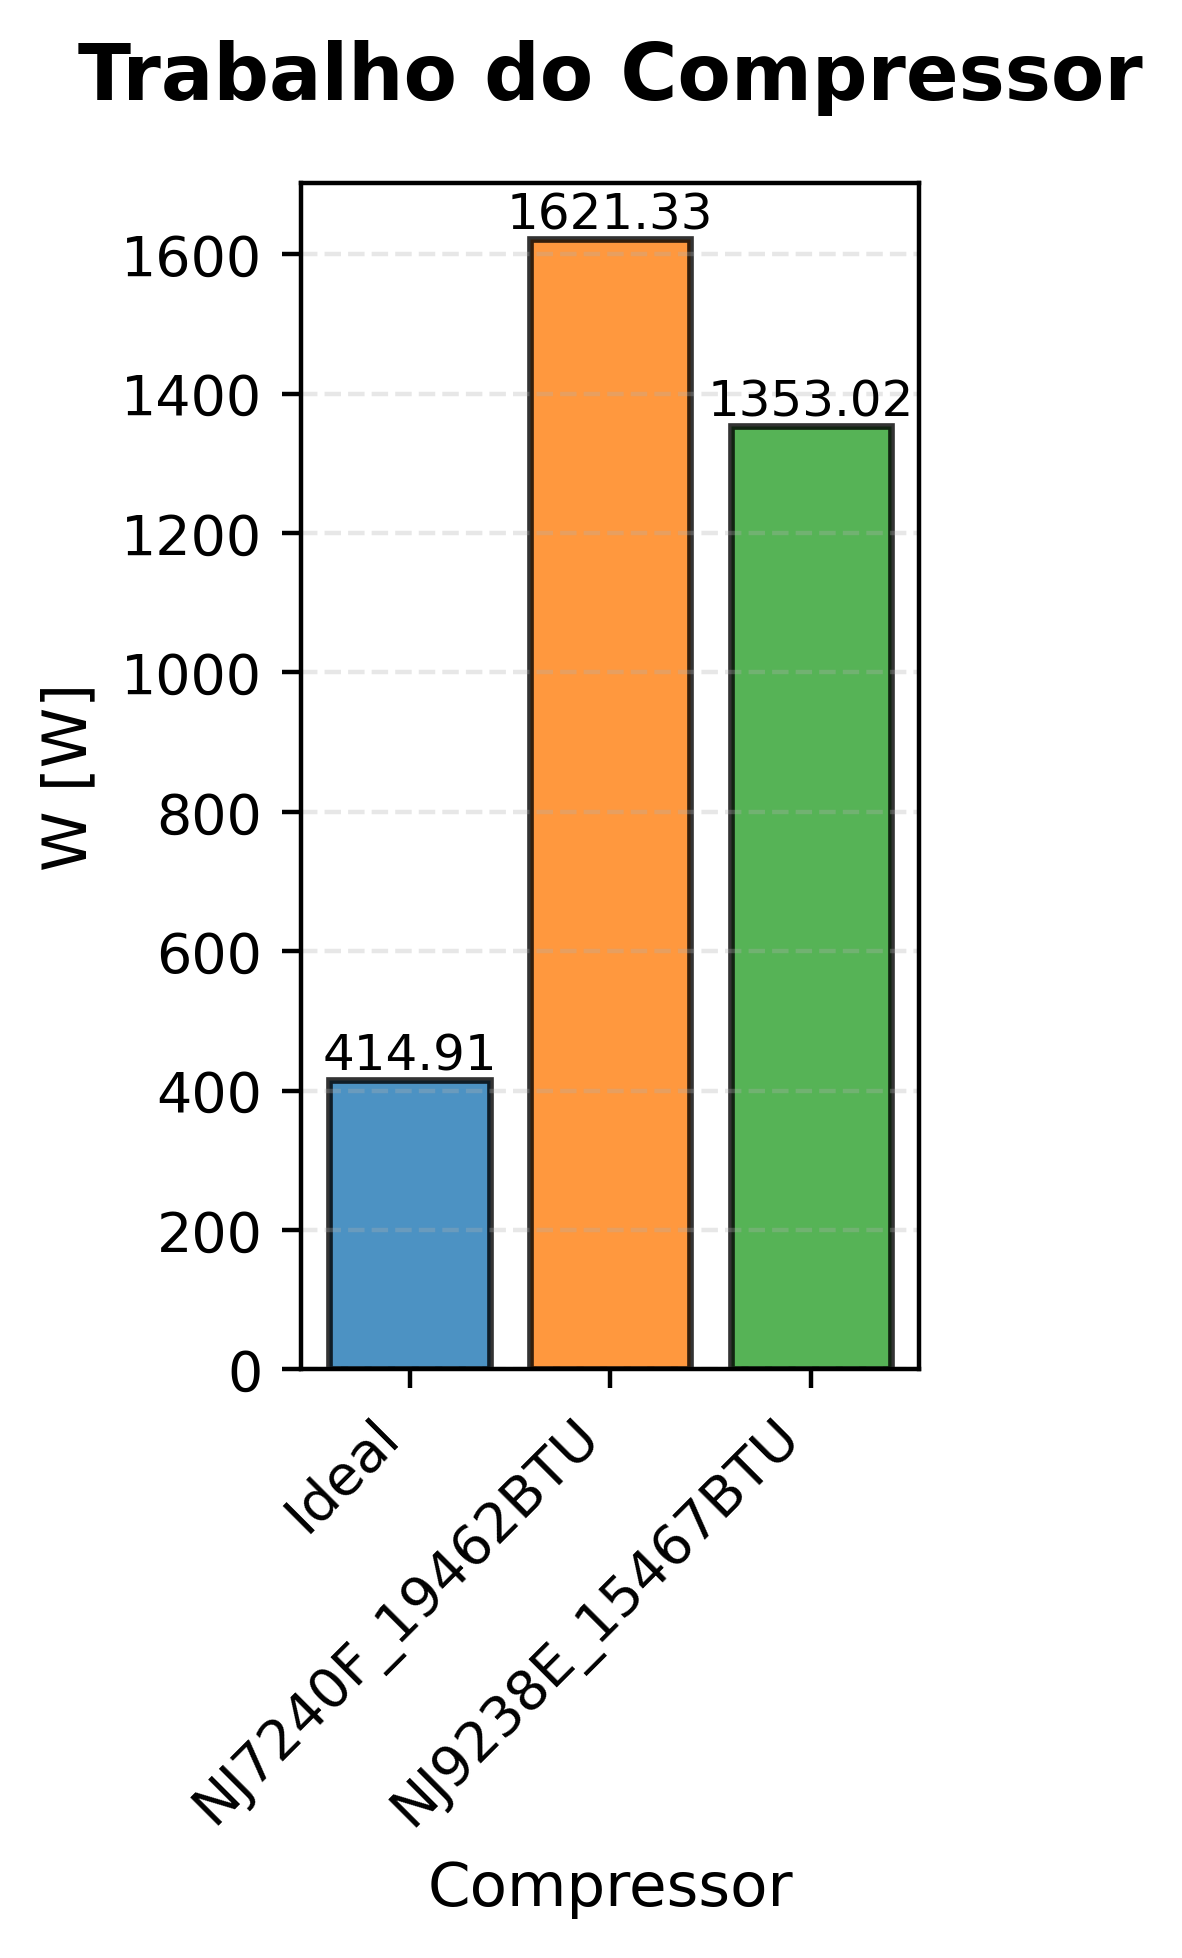 Trabalho do Compressor
1621.33
1353.02
414.91
1600
1400
1200
1000
800
600
400
200
0
W [W]
Ideal
NJ7240F_19462BTU
NJ9238E_15467BTU
Compressor